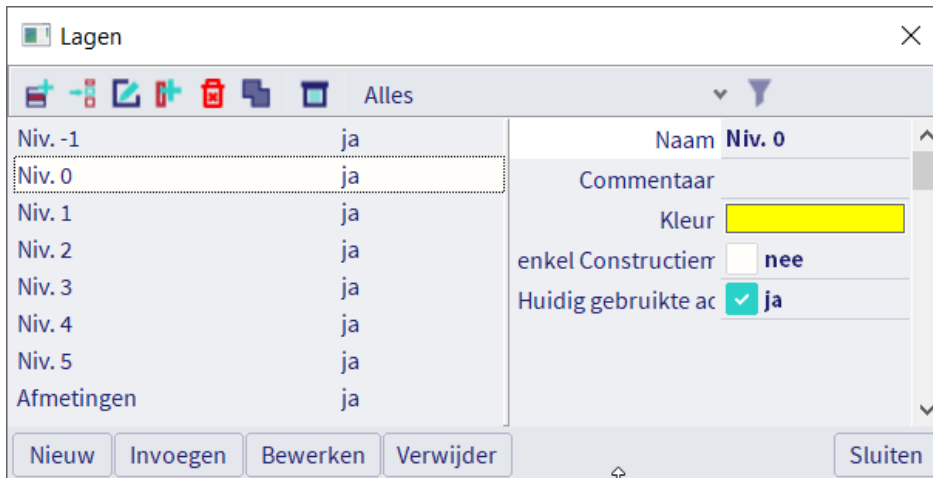 Lagen
Alles
Niv. -1 ja
Niv. 0 ja
Niv. 1 ja
Niv. 2 ja
Niv. 3 ja
Niv. 4 ja
Niv. 5 ja
Afmetingen ja
Naam Niv. 0
Commentaar
Kleur
enkel Constructiem nee
Huidig gebruikte ac ja
Nieuw Invoegen Bewerken Verwijder Sluiten